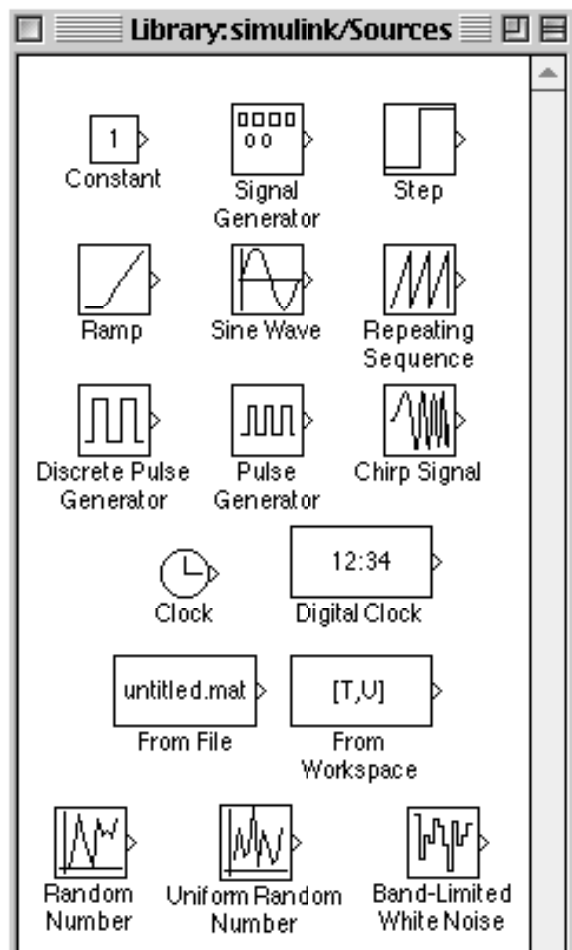 Library:simulink/Sources
1
Constant
Signal
Generator
Step
Ramp
Sine Wave
Repeating
Sequence
Discrete Pulse
Generator
Pulse
Generator
Chirp Signal
Clock
12:34
Digital Clock
untitled.mat
From File
[T,U]
From
Workspace
Random
Number
Uniform Random
Number
Band-Limited
White Noise